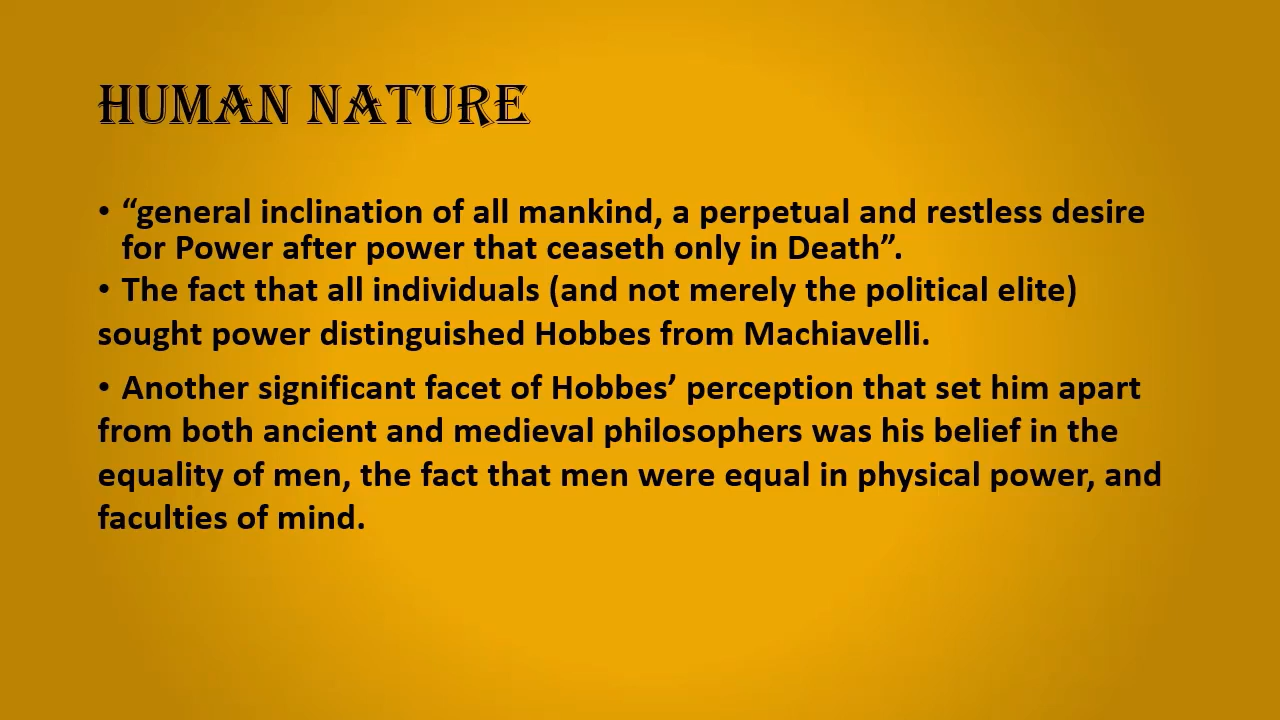 HUMAN NATURE
• “general inclination of all mankind, a perpetual and restless desire
for Power after power that ceaseth only in Death”.
• The fact that all individuals (and not merely the political elite)
sought power distinguished Hobbes from Machiavelli.
• Another significant facet of Hobbes’ perception that set him apart
from both ancient and medieval philosophers was his belief in the
equality of men, the fact that men were equal in physical power, and
faculties of mind.